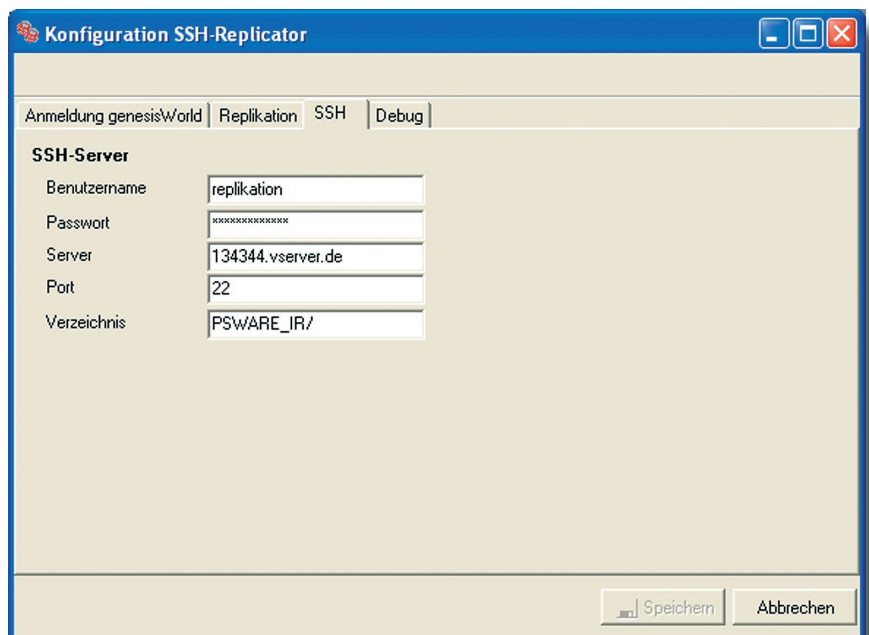 Konfiguration SSH-Replicator
Anmeldung genesisWorld Replikation SSH Debug
SSH-Server
Benutzername replikation
Passwort *************
Server 134344.vserver.de
Port 22
Verzeichnis PSWARE_IR/
Speichern Abbrechen